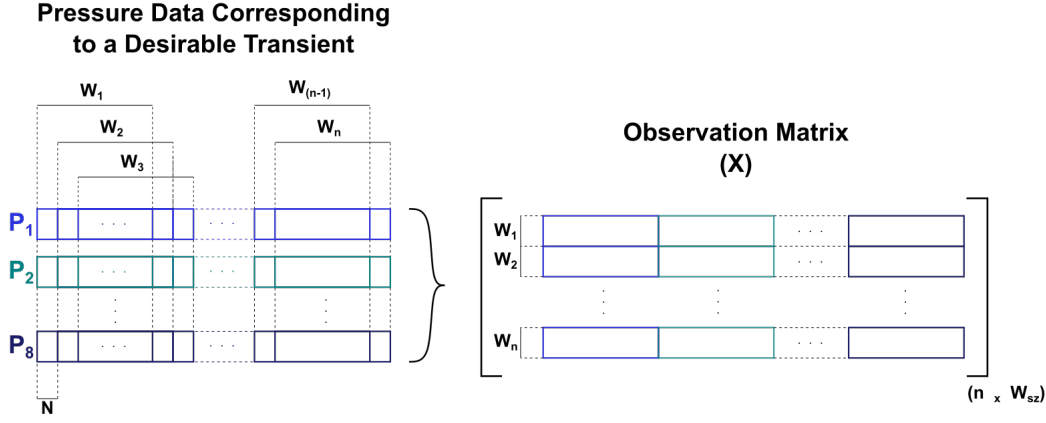 Pressure Data Corresponding
to a Desirable Transient
W1
W(n-1)
W2
Wn
W3
P1
. . .
. . .
P2
. . .
P8
. . .
. . .
N
Observation Matrix
(X)
W1
. . .
W2
. . .
Wn
. . .
(n x Wsz)